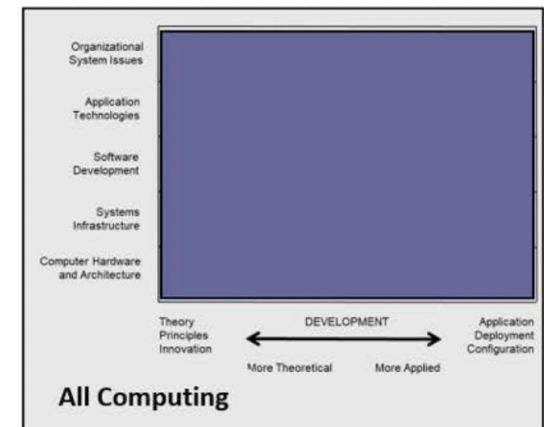 Organizational
System Issues
Application
Technologies
Software
Development
Systems
Infrastructure
Computer Hardware
and Architecture
Theory
Principles
Innovation
DEVELOPMENT
Application
Deployment
Configuration
More Theoretical
More Applied
All Computing